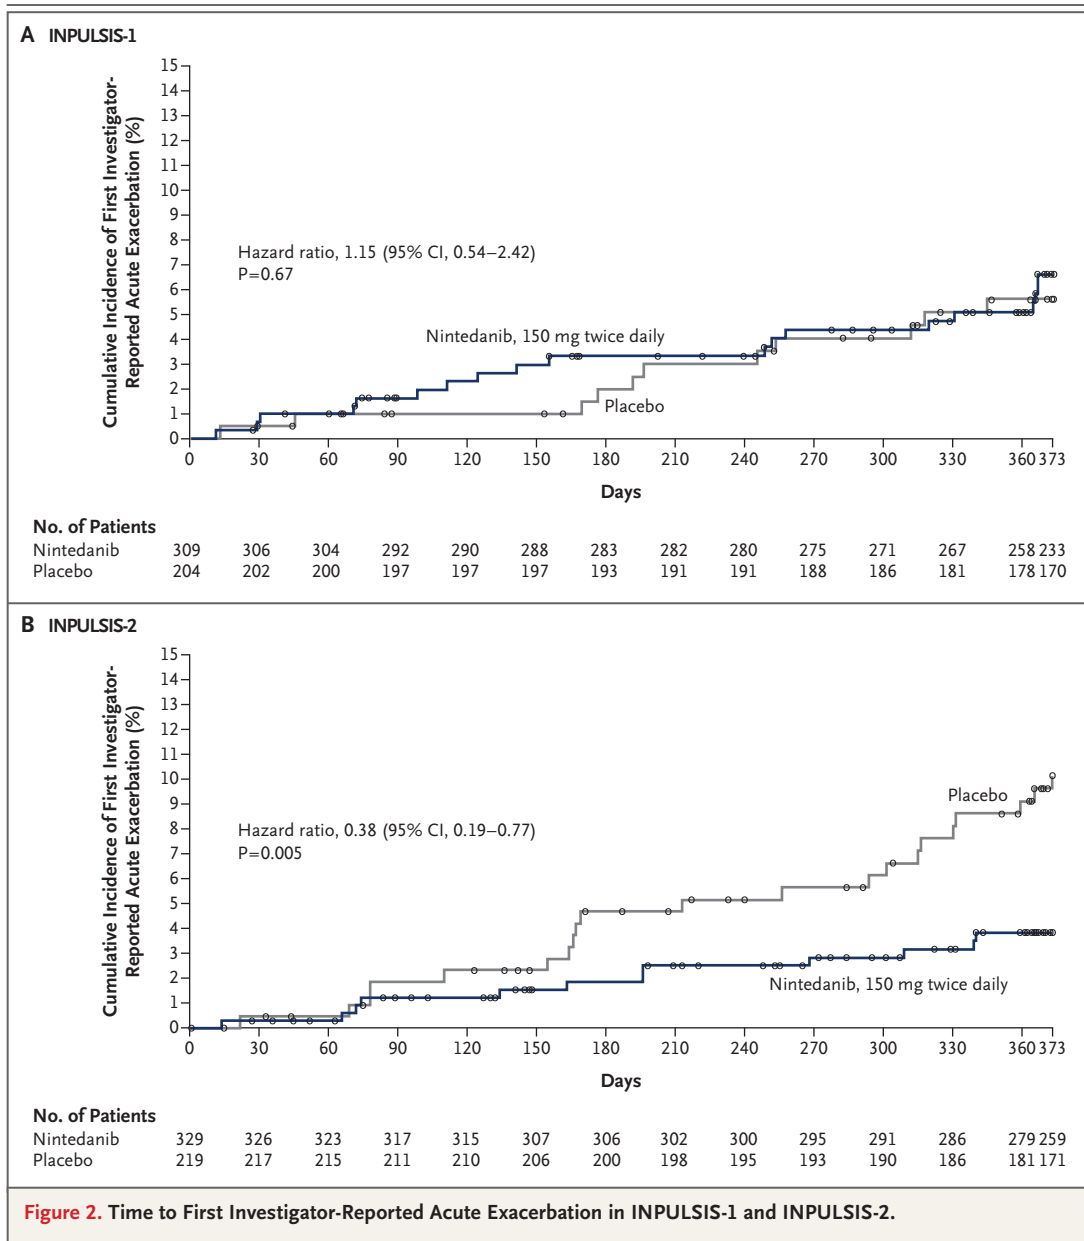 A INPULSIS-1
Cumulative Incidence of First Investigator-
Reported Acute Exacerbation (%)
15
14
13
12
11
10
9
8
7
6
5
4
3
2
1
0
Hazard ratio, 1.15 (95% CI, 0.54–2.42)
P=0.67
Nintedanib, 150 mg twice daily
Placebo
0 30 60 90 120 150 180 210 240 270 300 330 360 373
Days
No. of Patients
Nintedanib 309 306 304 292 290 288 283 282 280 275 271 267 258 233
Placebo 204 202 200 197 197 197 193 191 191 188 186 181 178 170
B INPULSIS-2
Cumulative Incidence of First Investigator-
Reported Acute Exacerbation (%)
15
14
13
12
11
10
9
8
7
6
5
4
3
2
1
0
Placebo
Hazard ratio, 0.38 (95% CI, 0.19–0.77)
P=0.005
Nintedanib, 150 mg twice daily
0 30 60 90 120 150 180 210 240 270 300 330 360 373
Days
No. of Patients
Nintedanib 329 326 323 317 315 307 306 302 300 295 291 286 279 259
Placebo 219 217 215 211 210 206 200 198 195 193 190 186 181 171
Figure 2. Time to First Investigator-Reported Acute Exacerbation in INPULSIS-1 and INPULSIS-2.